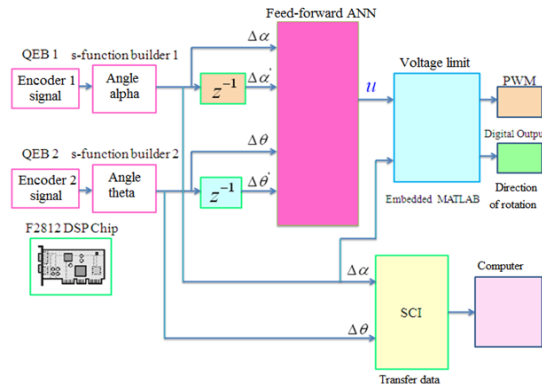 Feed-forward ANN
QEB 1 s-function builder 1
Encoder 1
signal
Angle
alpha
z⁻¹
Δα
Δα˙
QEB 2 s-function builder 2
Encoder 2
signal
Angle
theta
z⁻¹
Δθ
Δθ˙
u
Voltage limit
Embedded MATLAB
PWM
Digital Output
Direction
of rotation
F2812 DSP Chip
Δα
Δθ
SCI
Transfer data
Computer